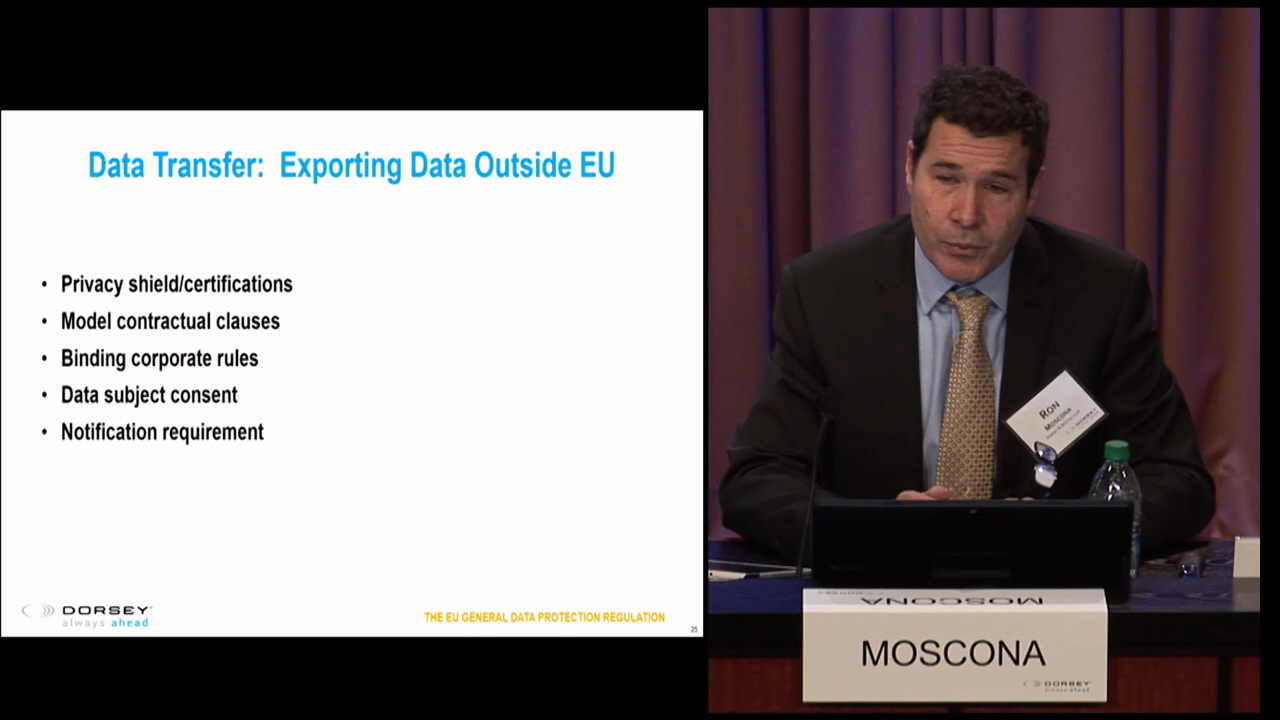 Data Transfer: Exporting Data Outside EU
• Privacy shield/certifications
• Model contractual clauses
• Binding corporate rules
• Data subject consent
• Notification requirement
DORSEY
always ahead
THE EU GENERAL DATA PROTECTION REGULATION
25
RON
MOSCONA
MOSCONA
MOSCONA
DORSEY
always ahead